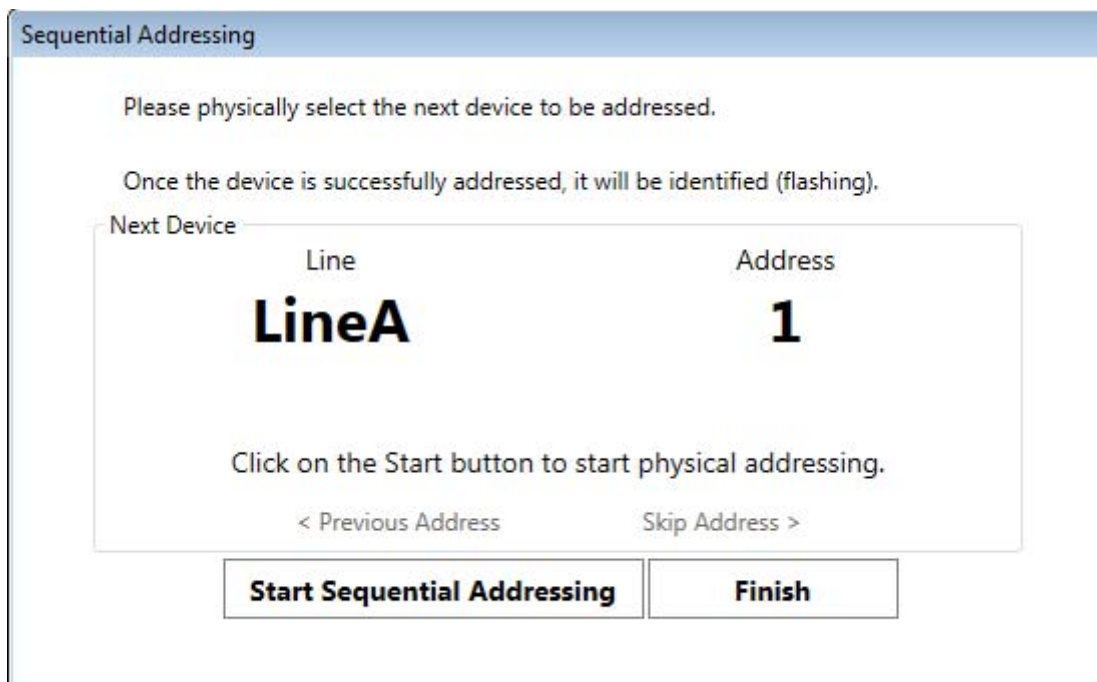 Sequential Addressing
Please physically select the next device to be addressed.
Once the device is successfully addressed, it will be identified (flashing).
Next Device
Line Address
LineA 1
Click on the Start button to start physical addressing.
< Previous Address Skip Address >
Start Sequential Addressing Finish